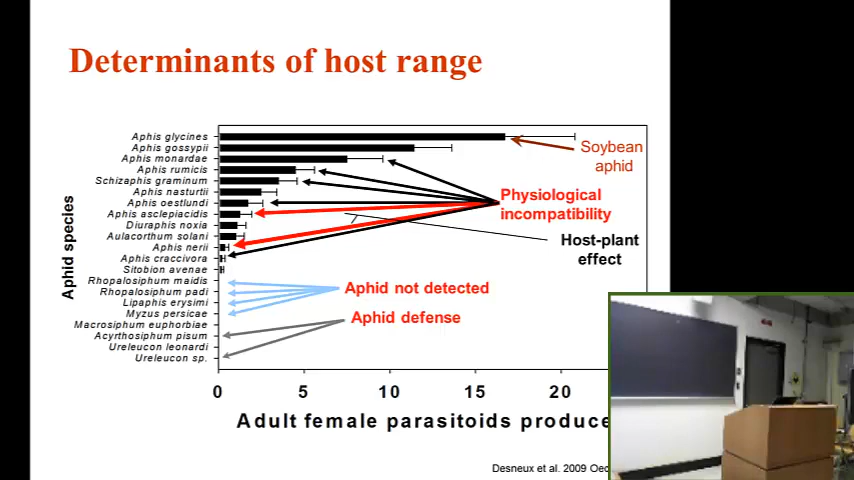 Determinants of host range
Aphis glycines
Aphis gossypii
Aphis monardae
Aphis rumicis
Schizaphis graminum
Aphis nasturtii
Aphis oestlundi
Aphis asclepiacidis
Diuraphis noxia
Aulacorthum solani
Aphis nerii
Aphis craccivora
Sitobion avenae
Rhopalosiphum maidis
Rhopalosiphum padi
Lipaphis erysimi
Myzus persicae
Macrosiphum euphorbiae
Acyrthosiphum pisum
Ureleucon leonardi
Ureleucon sp.
Aphid species
Soybean
aphid
Physiological
incompatibility
Host-plant
effect
Aphid not detected
Aphid defense
0 5 10 15 20
Adult female parasitoids produce
Desneux et al. 2009 Oec